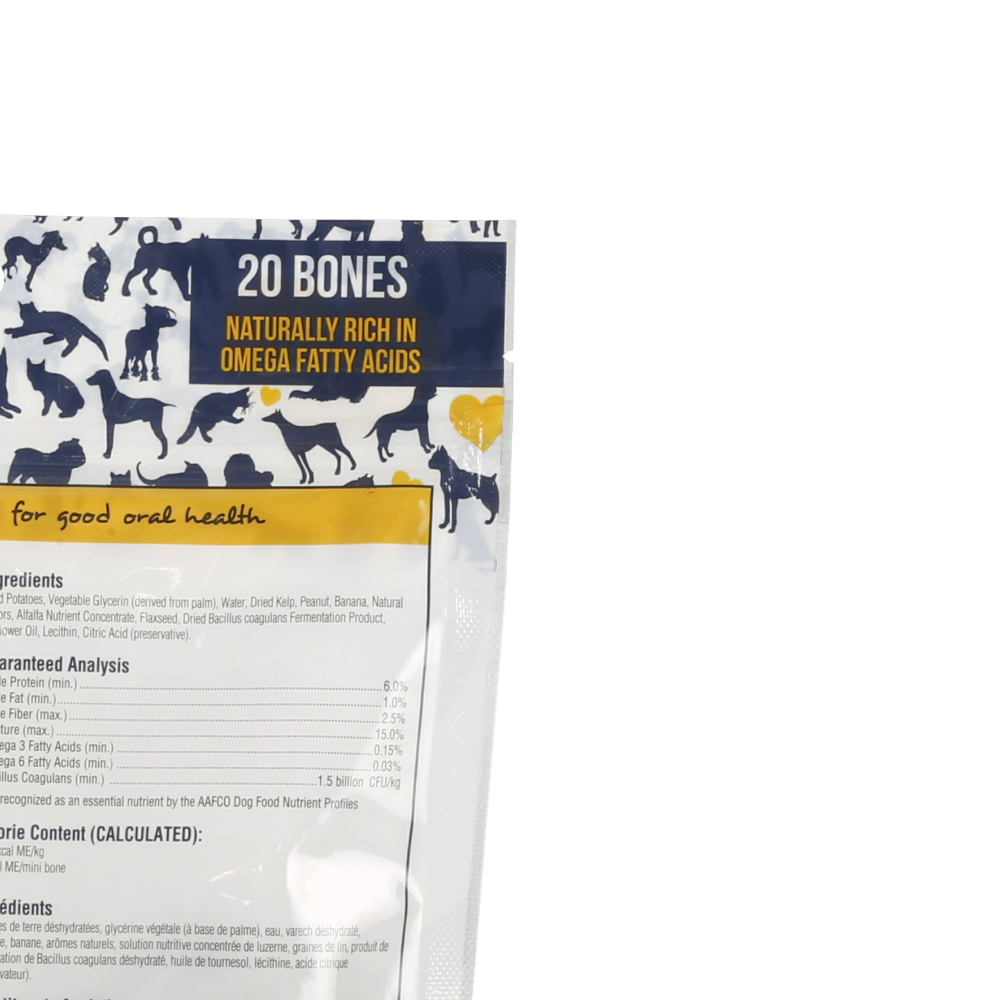 20 BONES
NATURALLY RICH IN
OMEGA FATTY ACIDS
for good oral health
gredients
d Potatoes, Vegetable Glycerin (derived from palm), Water, Dried Kelp, Peanut, Banana, Natural
ors, Alfalfa Nutrient Concentrate, Flaxseed, Dried Bacillus coagulans Fermentation Product,
lower Oil, Lecithin, Citric Acid (preservative).
aranteed Analysis
e Protein (min.) 6.0%
e Fat (min.) 1.0%
e Fiber (max.) 2.5%
ture (max.) 15.0%
ega 3 Fatty Acids (min.) 0.15%
ega 6 Fatty Acids (min.) 0.03%
illus Coagulans (min.) 1.5 billion CFU/kg
recognized as an essential nutrient by the AAFCO Dog Food Nutrient Profiles
orie Content (CALCULATED):
cal ME/kg
l ME/mini bone
édients
es de terre déshydratées, glycérine végétale (à base de palme), eau, varech déshydraté,
e, banane, arômes naturels, solution nutritive concentrée de luzerne, graines de lin, produit de
ation de Bacillus coagulans déshydraté, huile de tournesol, lécithine, acide citrique
vateur).